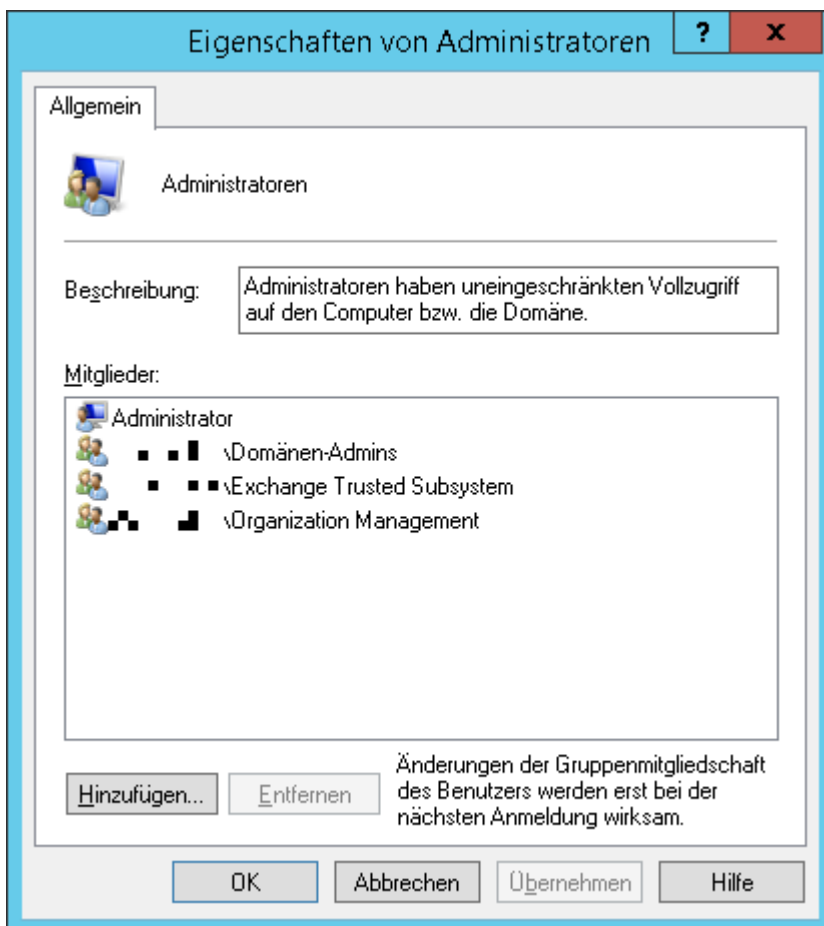 Eigenschaften von Administratoren
?
x
Allgemein
Administratoren
Beschreibung:
Administratoren haben uneingeschränkten Vollzugriff
auf den Computer bzw. die Domäne.
Mitglieder:
Administrator
\Domänen-Admins
\Exchange Trusted Subsystem
\Organization Management
Änderungen der Gruppenmitgliedschaft
des Benutzers werden erst bei der
nächsten Anmeldung wirksam.
Hinzufügen... Entfernen
OK Abbrechen Übernehmen Hilfe